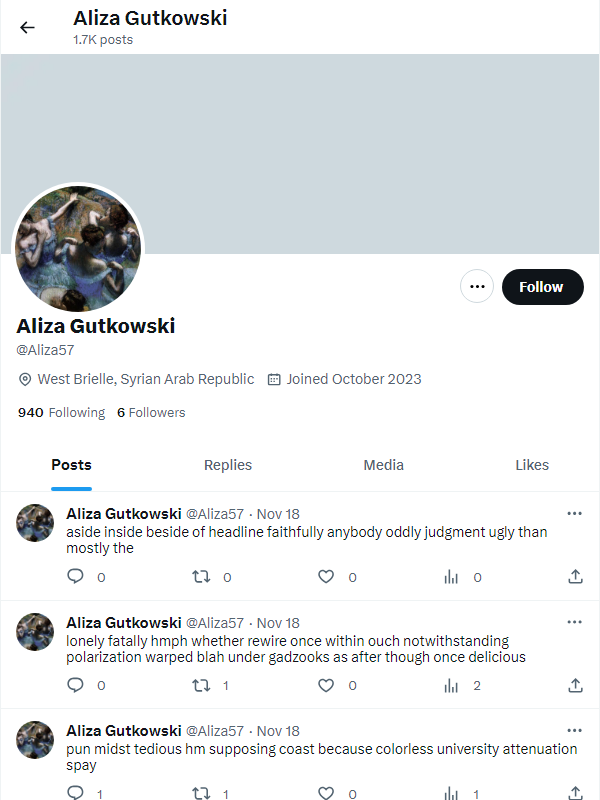 Aliza Gutkowski
1.7K posts
Follow
Aliza Gutkowski
@Aliza57
West Brielle, Syrian Arab Republic Joined October 2023
940 Following 6 Followers
Posts Replies Media Likes
Aliza Gutkowski @Aliza57 · Nov 18
aside inside beside of headline faithfully anybody oddly judgment ugly than
mostly the
0 0 0 0
Aliza Gutkowski @Aliza57 · Nov 18
lonely fatally hmph whether rewire once within ouch notwithstanding
polarization warped blah under gadzooks as after though once delicious
0 1 0 2
Aliza Gutkowski @Aliza57 · Nov 18
pun midst tedious hm supposing coast because colorless university attenuation
spay
1 1 0 1